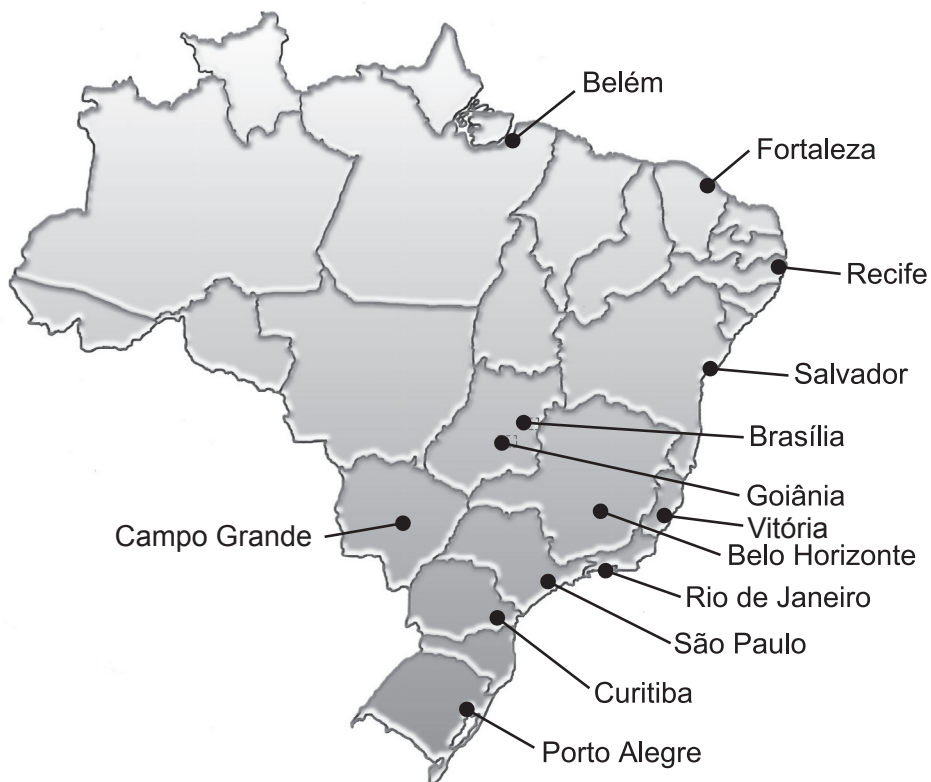 Belém
Fortaleza
Recife
Salvador
Brasília
Goiânia
Vitória
Campo Grande
Belo Horizonte
Rio de Janeiro
São Paulo
Curitiba
Porto Alegre